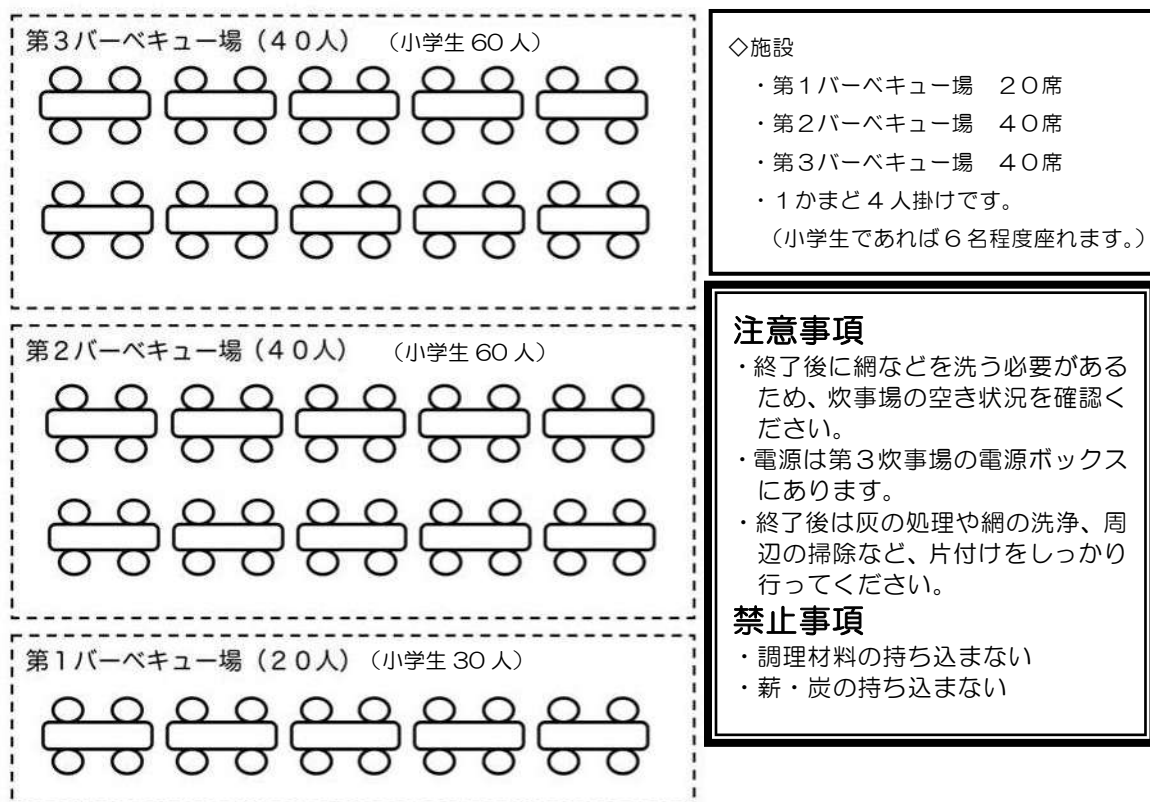 第３バーベキュー場（４０人）　（小学生 60 人）
第２バーベキュー場（４０人）　（小学生 60 人）
第１バーベキュー場（２０人）（小学生 30 人）
◇施設
・第１バーベキュー場　２０席
・第２バーベキュー場　４０席
・第３バーベキュー場　４０席
・１かまど 4 人掛けです。
（小学生であれば 6 名程度座れます。）
注意事項
・終了後に網などを洗う必要がある
ため、炊事場の空き状況を確認く
ださい。
・電源は第３炊事場の電源ボックス
にあります。
・終了後は灰の処理や網の洗浄、周
辺の掃除など、片付けをしっかり
行ってください。
禁止事項
・調理材料の持ち込まない
・薪・炭の持ち込まない